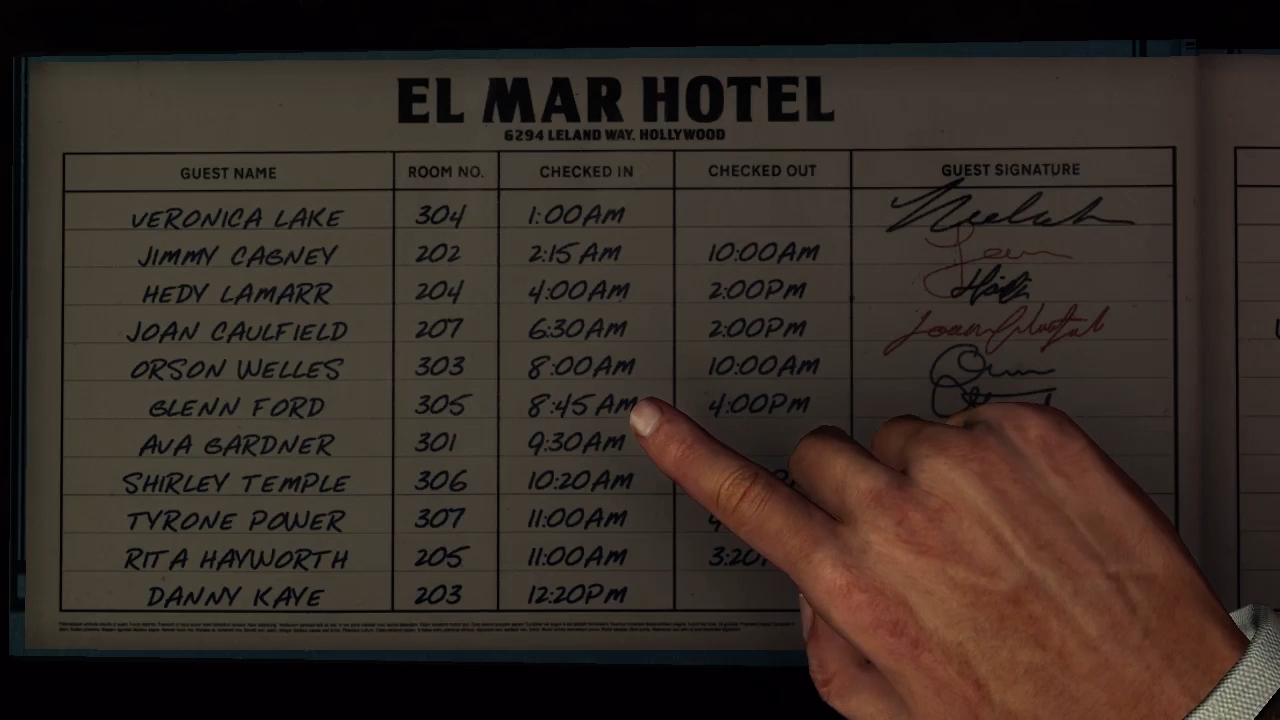 EL MAR HOTEL
6294 LELAND WAY. HOLLYWOOD
GUEST NAME ROOM NO. CHECKED IN CHECKED OUT GUEST SIGNATURE
VERONICA LAKE 304 1:00AM
JIMMY CAGNEY 202 2:15AM 10:00AM
HEDY LAMARR 204 4:00AM 2:00PM
JOAN CAULFIELD 207 6:30AM 2:00PM
ORSON WELLES 303 8:00AM 10:00AM
GLENN FORD 305 8:45AM 4:00PM
AVA GARDNER 301 9:30AM
SHIRLEY TEMPLE 306 10:20AM
TYRONE POWER 307 11:00AM
RITA HAYWORTH 205 11:00AM 3:20P
DANNY KAYE 203 12:20PM